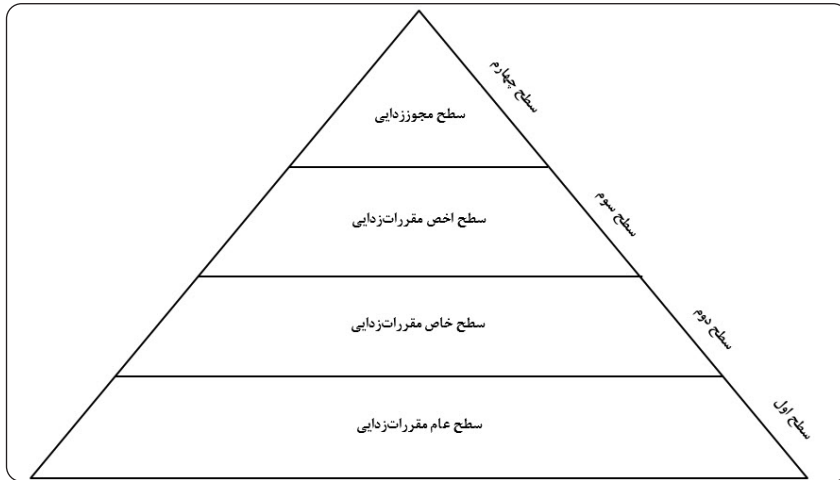 سطح چهارم
سطح مجوززدایی
سطح سوم
سطح اخص مقررات‌زدایی
سطح دوم
سطح خاص مقررات‌زدایی
سطح اول
سطح عام مقررات‌زدایی